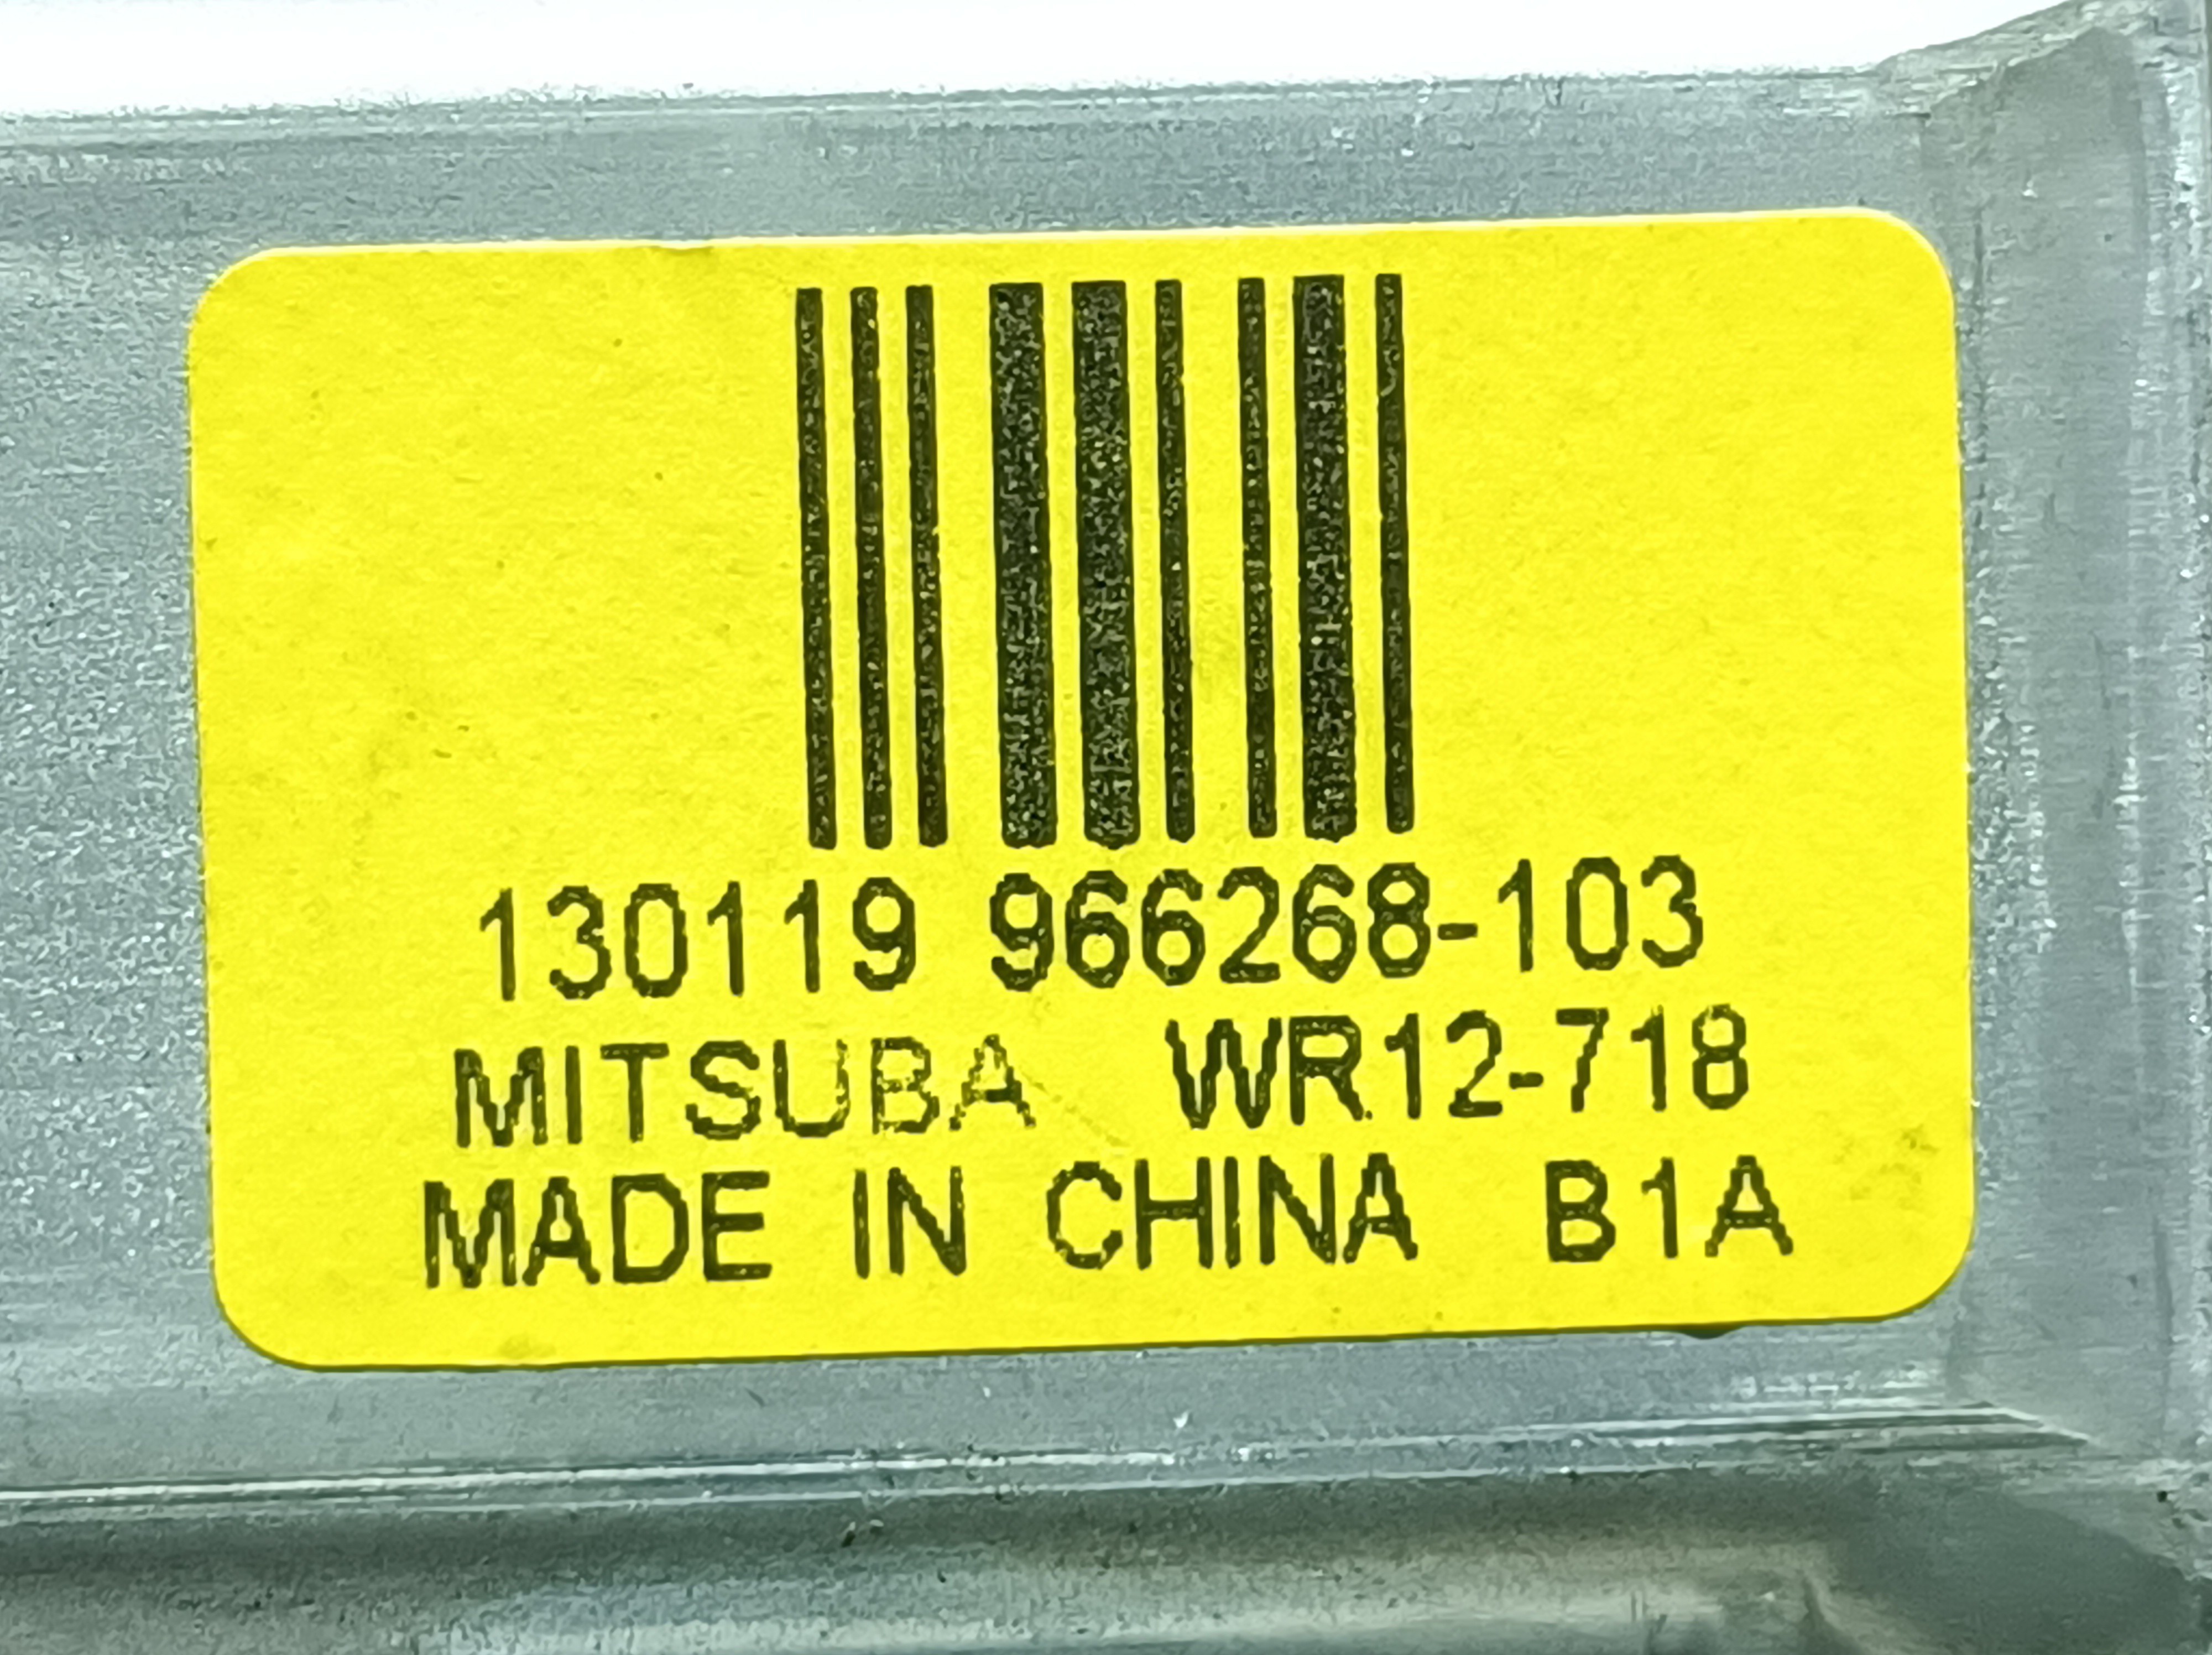 130119 966268-103
MITSUBA WR12-718
MADE IN CHINA B1A